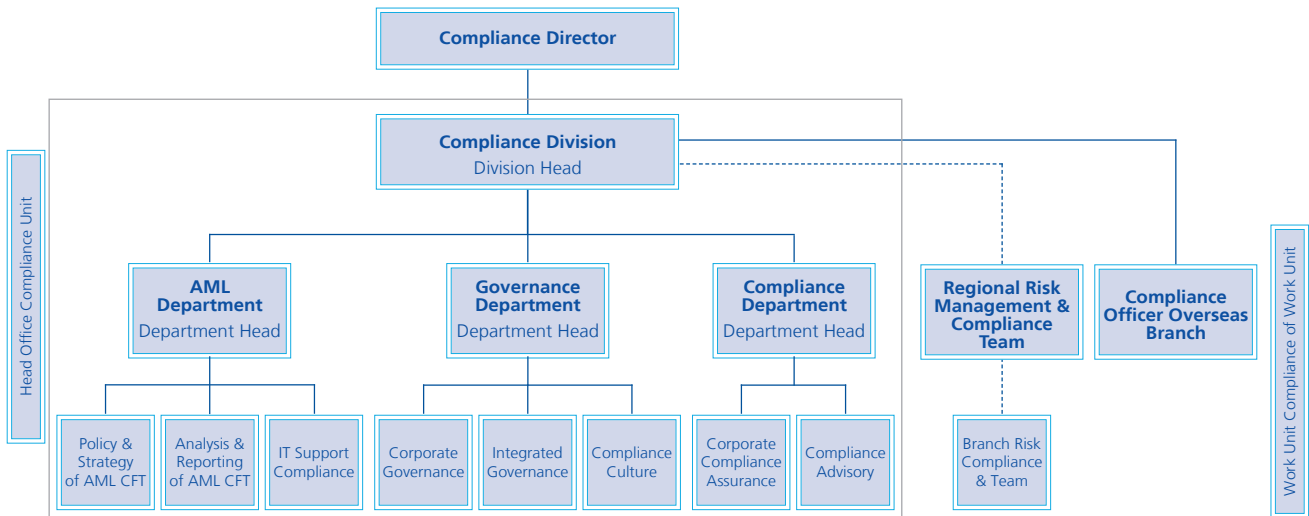 Compliance Director
Compliance Division
Division Head
Head Office Compliance Unit
Work Unit Compliance of Work Unit
AML
Department
Department Head
Governance
Department
Department Head
Compliance
Department
Department Head
Regional Risk
Management &
Compliance
Team
Compliance
Officer Overseas
Branch
Policy &
Strategy
of AML CFT
Analysis &
Reporting
of AML CFT
IT Support
Compliance
Corporate
Governance
Integrated
Governance
Compliance
Culture
Corporate
Compliance
Assurance
Compliance
Advisory
Branch Risk
Compliance
& Team